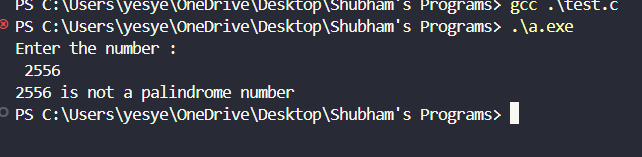 PS C:\Users\yesye\OneDrive\Desktop\Shubham's Programs> gcc .\test.c
PS C:\Users\yesye\OneDrive\Desktop\Shubham's Programs> .\a.exe
Enter the number :
 2556
2556 is not a palindrome number
PS C:\Users\yesye\OneDrive\Desktop\Shubham's Programs>